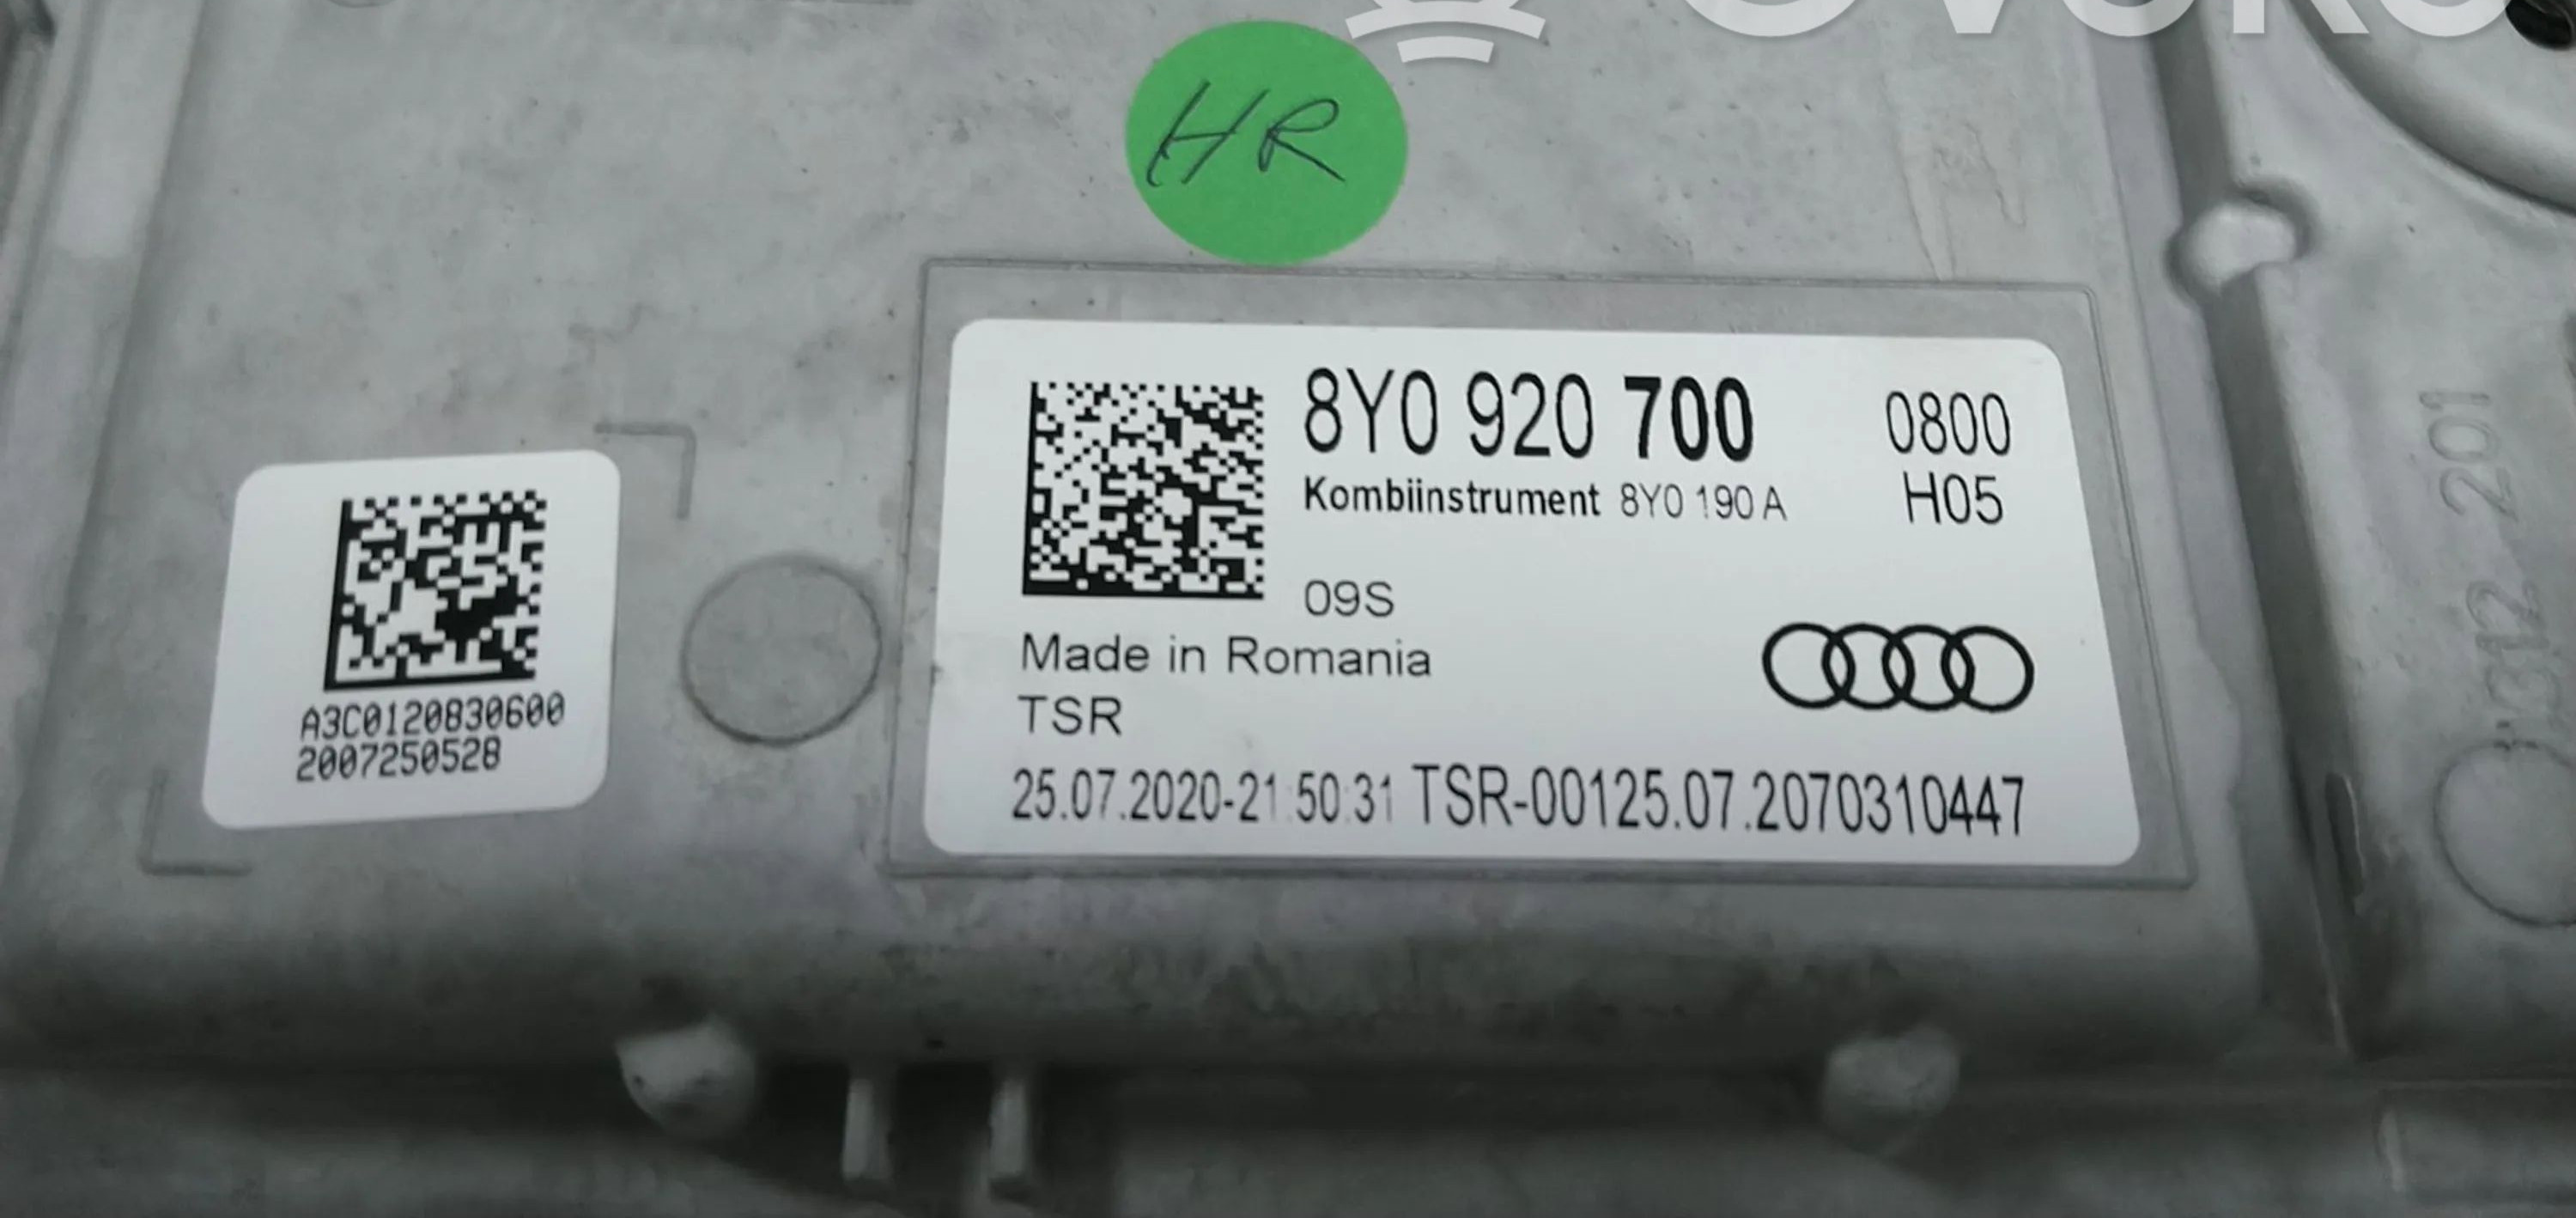 HR
8Y0 920 700 0800
Kombiinstrument 8Y0 190 A H05
09S
Made in Romania
TSR
25.07.2020-21:50:31 TSR-00125.07.2070310447
A3C0120830600
2007250528
201